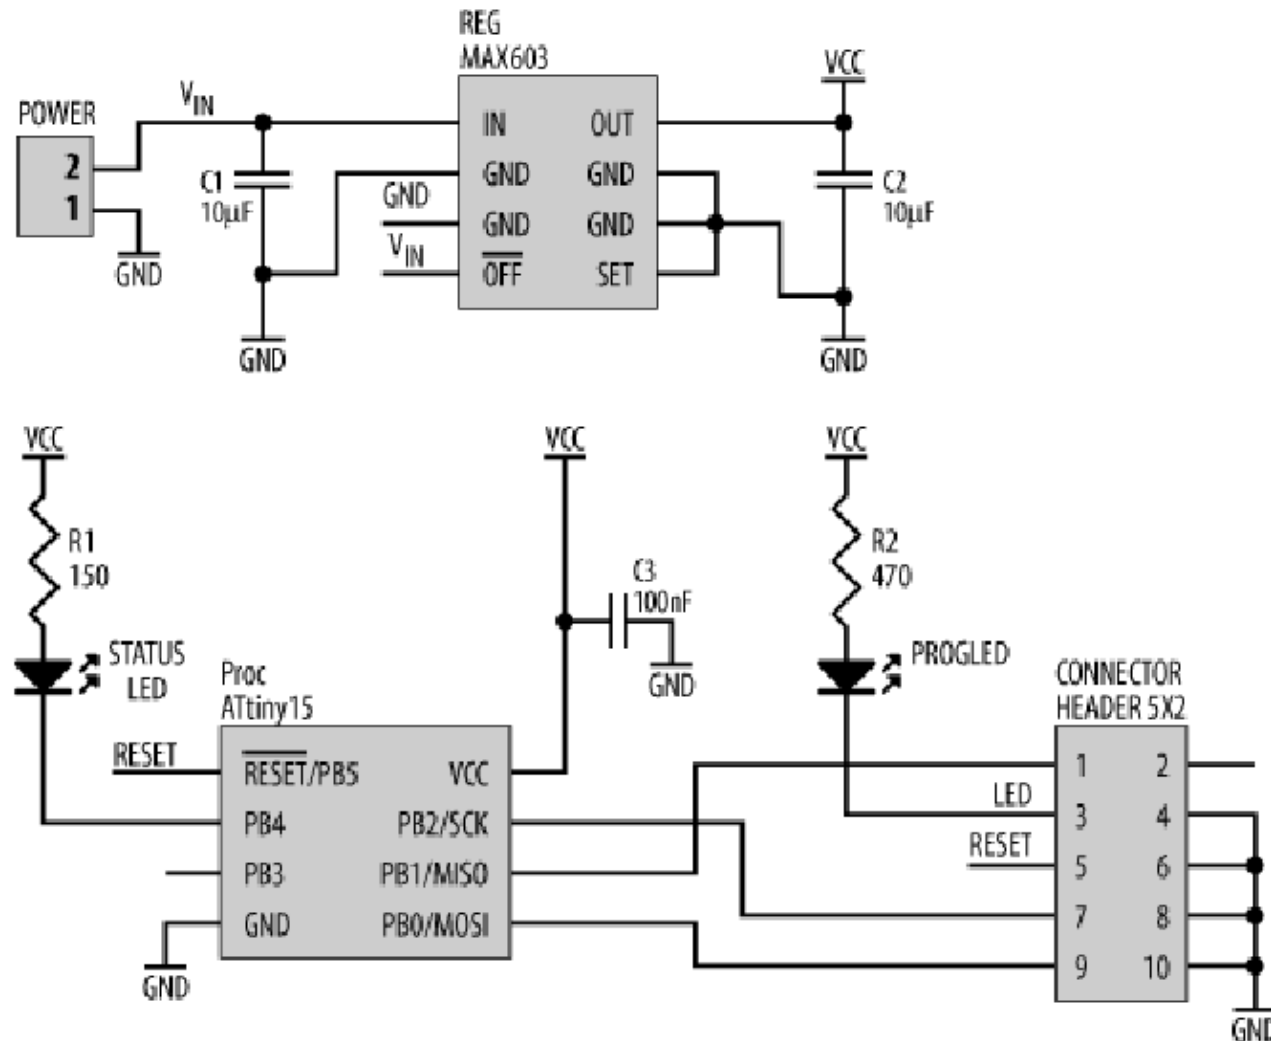 REG
MAX603
POWER
2
1
GND
VIN
C1
10µµF
GND
GND
VIN
IN
GND
GND
OFF
OUT
GND
GND
SET
VCC
C2
10µµF
GND
VCC
R1
150
STATUS
LED
Proc
ATtiny15
RESET
RESET/PB5
PB4
PB3
GND
VCC
PB2/SCK
PB1/MISO
PB0/MOSI
GND
VCC
C3
100nF
GND
VCC
R2
470
PROGLED
CONNECTOR
HEADER 5X2
LED
RESET
1 2
3 4
5 6
7 8
9 10
GND